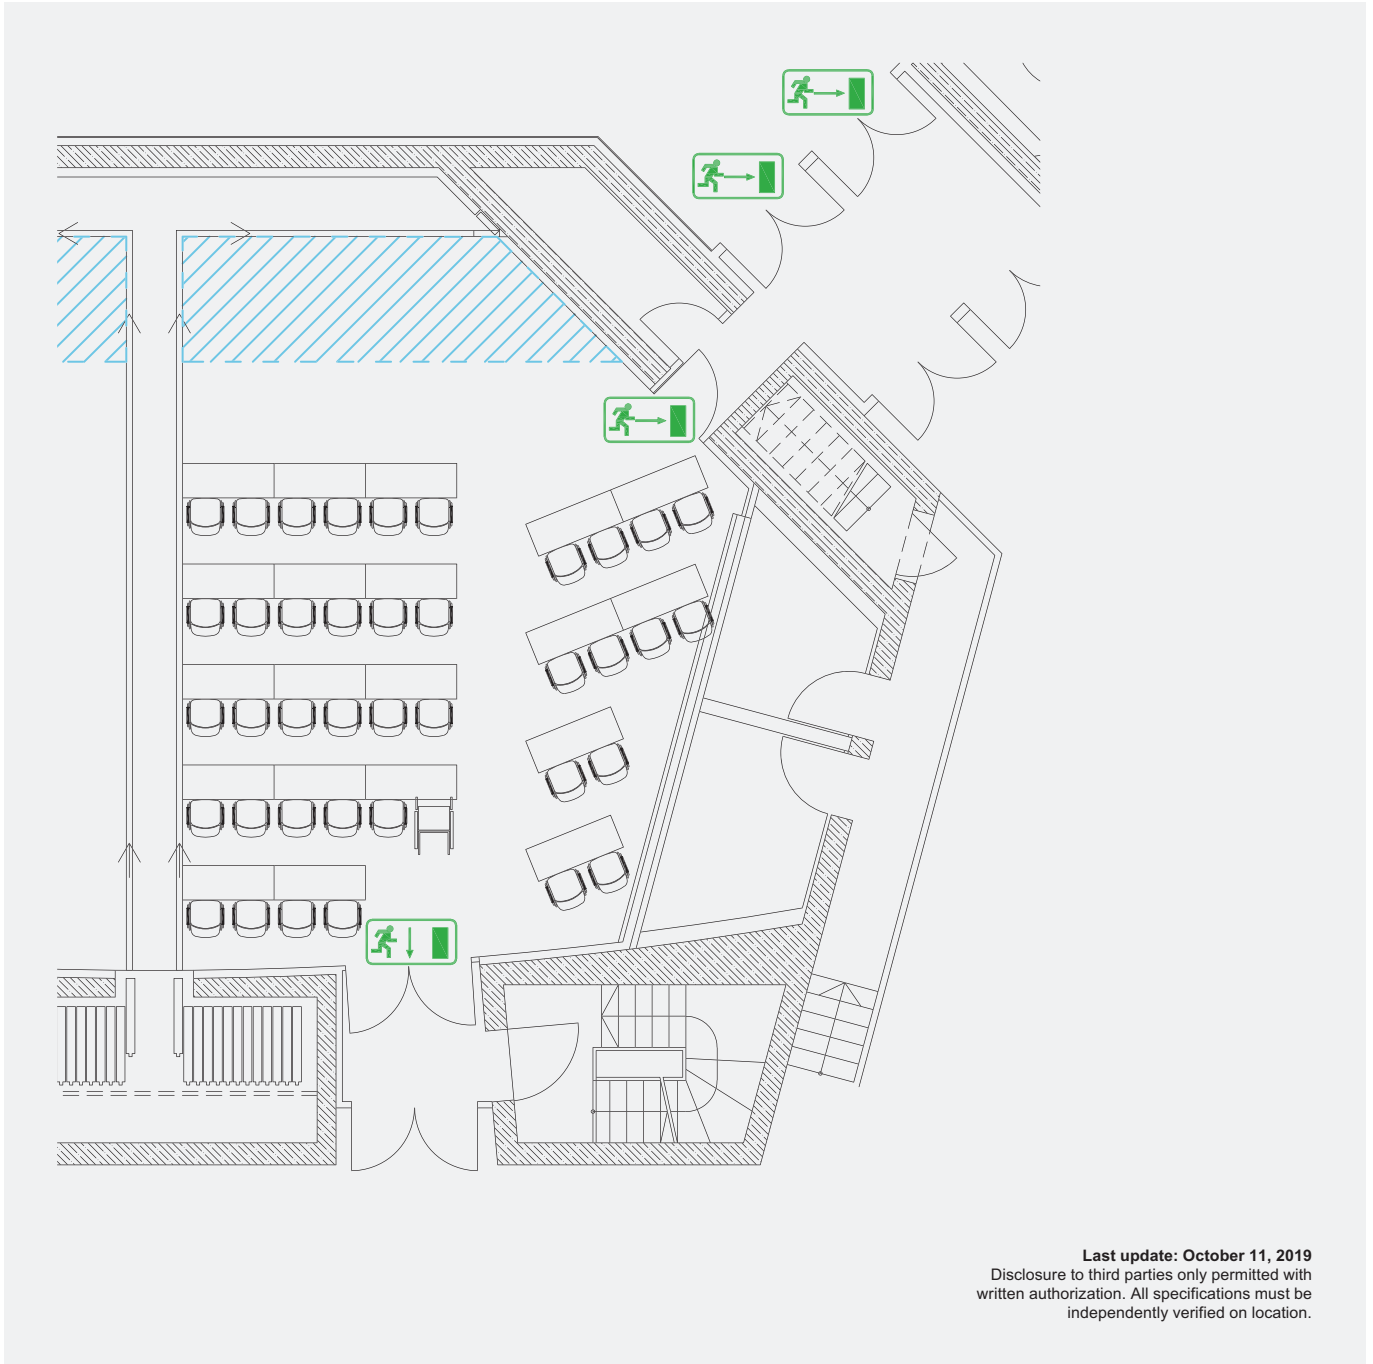 Last update: October 11, 2019
Disclosure to third parties only permitted with
written authorization. All specifications must be
independently verified on location.